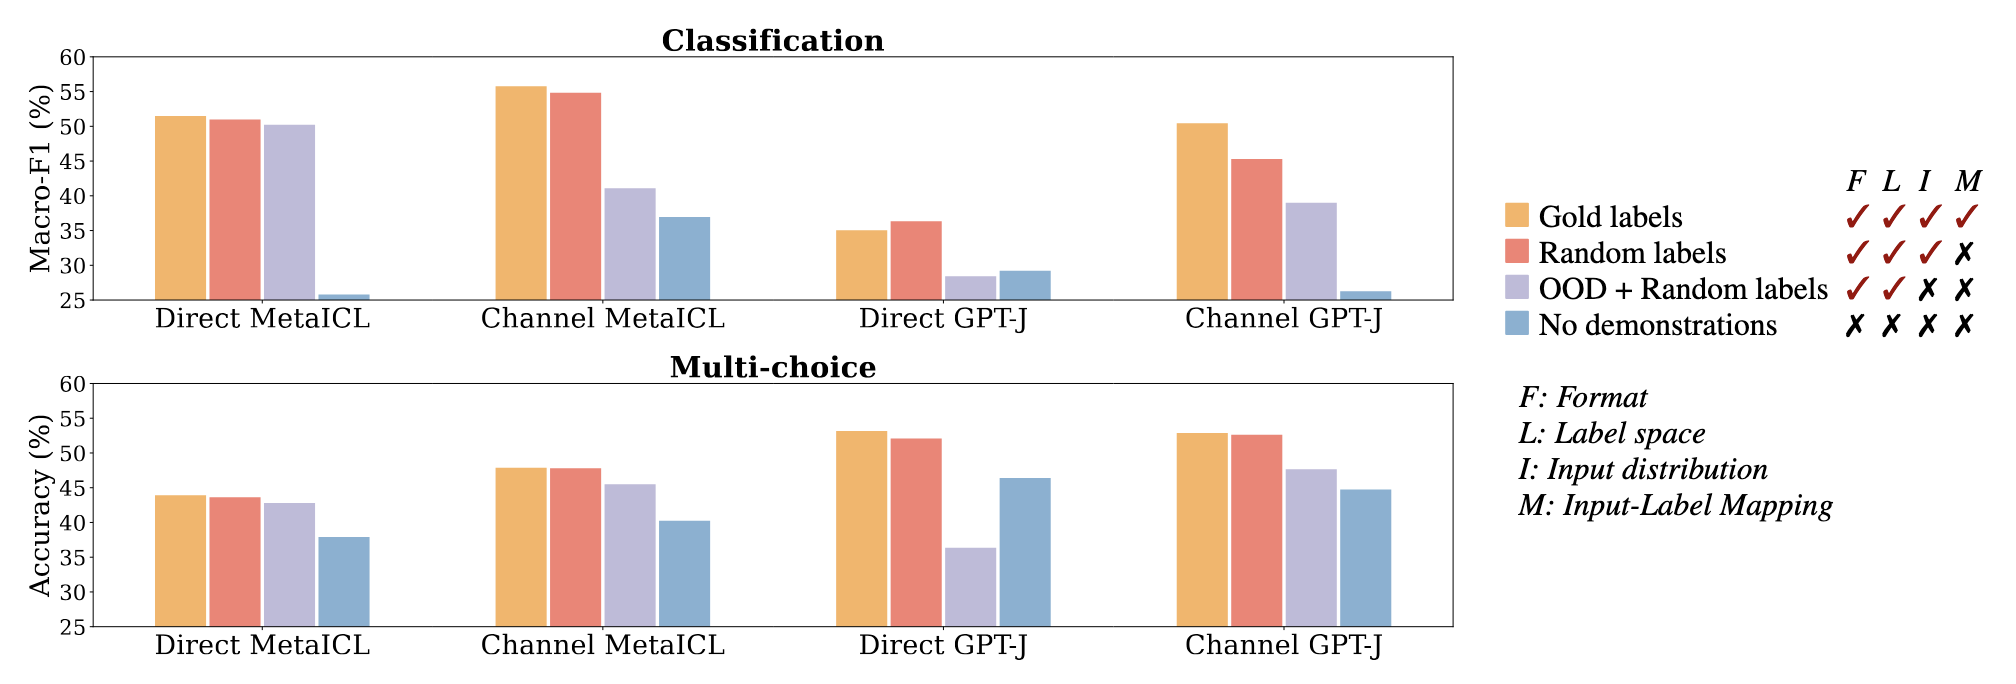 Classification
Macro-F1 (%)
60
55
50
45
40
35
30
25
Direct MetaICL
Channel MetaICL
Direct GPT-J
Channel GPT-J
Multi-choice
Accuracy (%)
60
55
50
45
40
35
30
25
Direct MetaICL
Channel MetaICL
Direct GPT-J
Channel GPT-J
F L I M
Gold labels ✓ ✓ ✓ ✓
Random labels ✓ ✓ ✓ ✗
OOD + Random labels ✓ ✓ ✗ ✗
No demonstrations ✗ ✗ ✗ ✗
F: Format
L: Label space
I: Input distribution
M: Input-Label Mapping